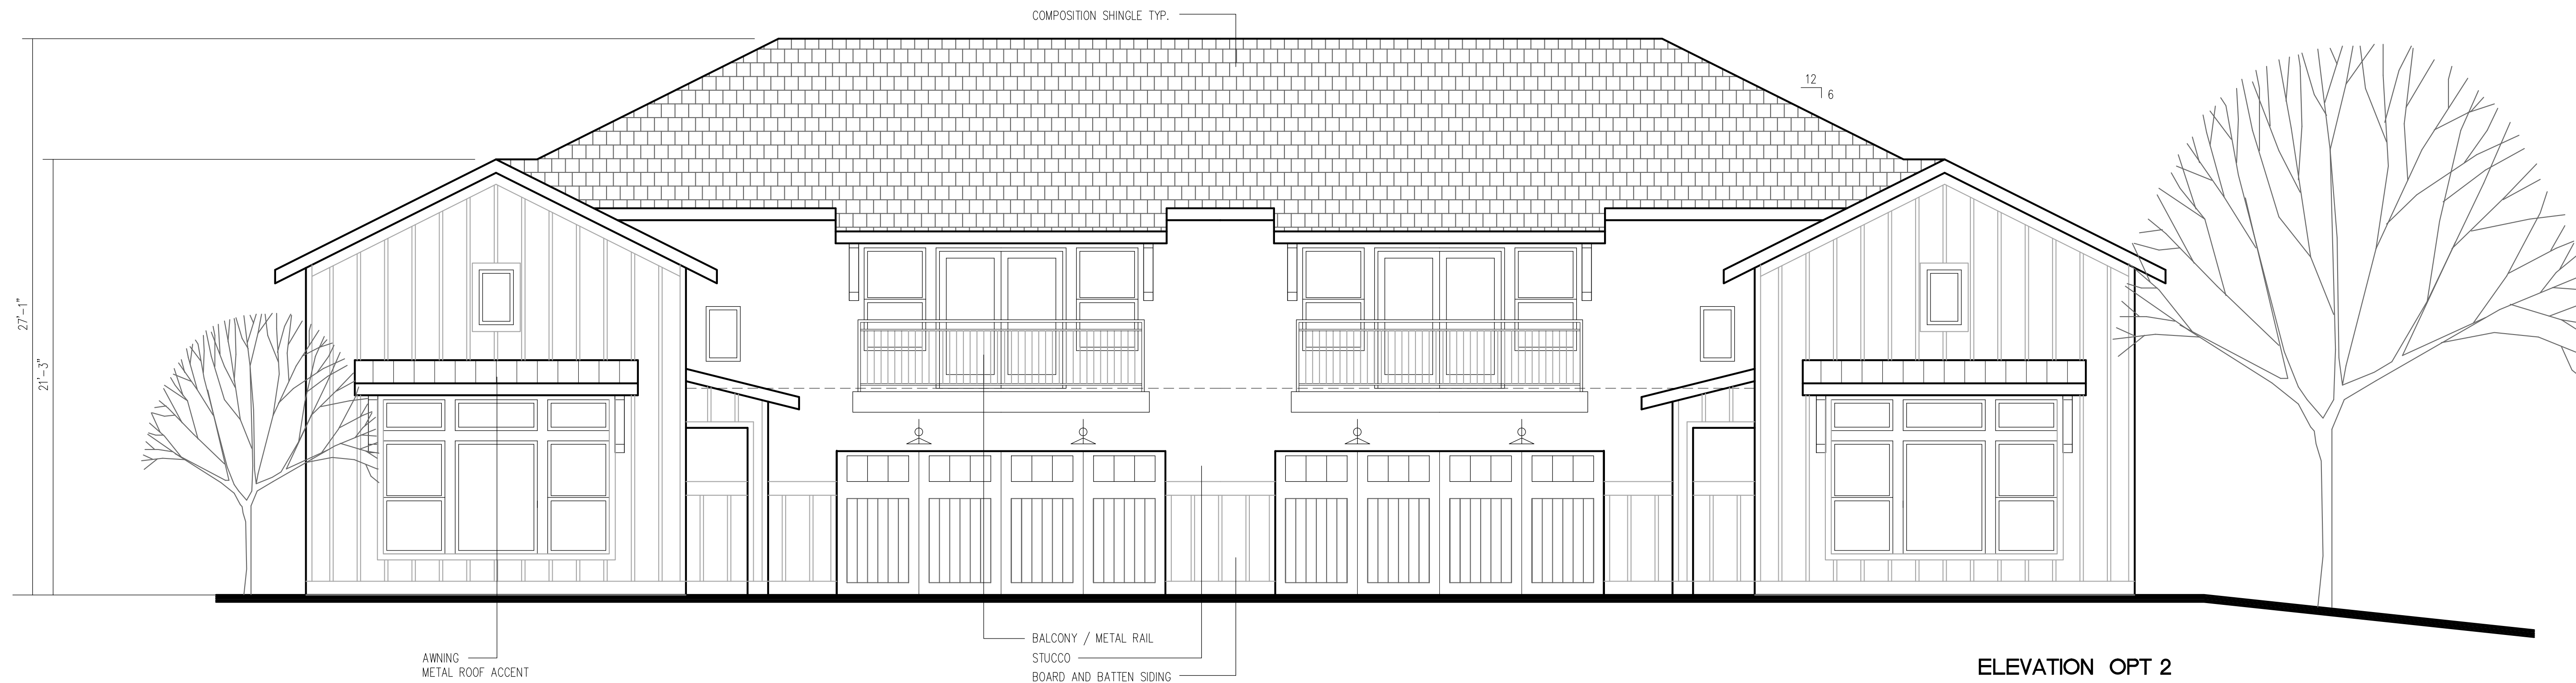 COMPOSITION SHINGLE TYP.
12
6
27'-1"
21'-3"
BALCONY / METAL RAIL
STUCCO
BOARD AND BATTEN SIDING
AWNING
METAL ROOF ACCENT
ELEVATION OPT 2